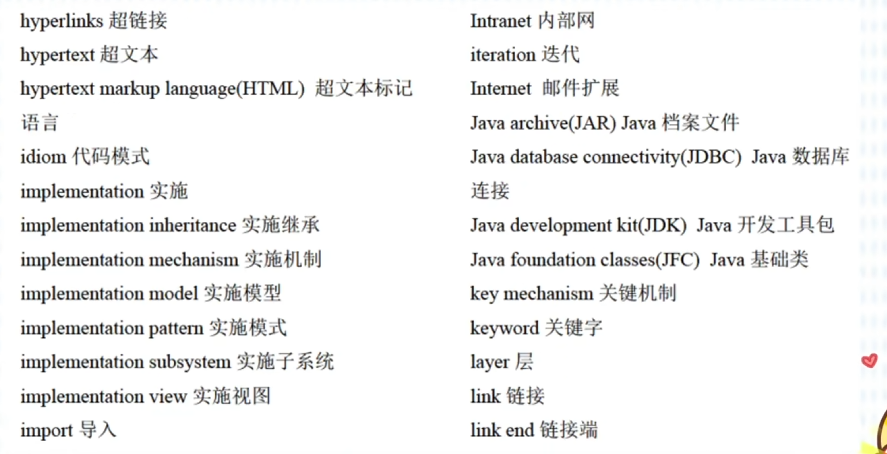 hyperlinks 超链接
hypertext 超文本
hypertext markup language(HTML) 超文本标记
语言
idiom 代码模式
implementation 实施
implementation inheritance 实施继承
implementation mechanism 实施机制
implementation model 实施模型
implementation pattern 实施模式
implementation subsystem 实施子系统
implementation view 实施视图
import 导入
Intranet 内部网
iteration 迭代
Internet 邮件扩展
Java archive(JAR) Java 档案文件
Java database connectivity(JDBC) Java 数据库
连接
Java development kit(JDK) Java 开发工具包
Java foundation classes(JFC) Java 基础类
key mechanism 关键机制
keyword 关键字
layer 层
link 链接
link end 链接端